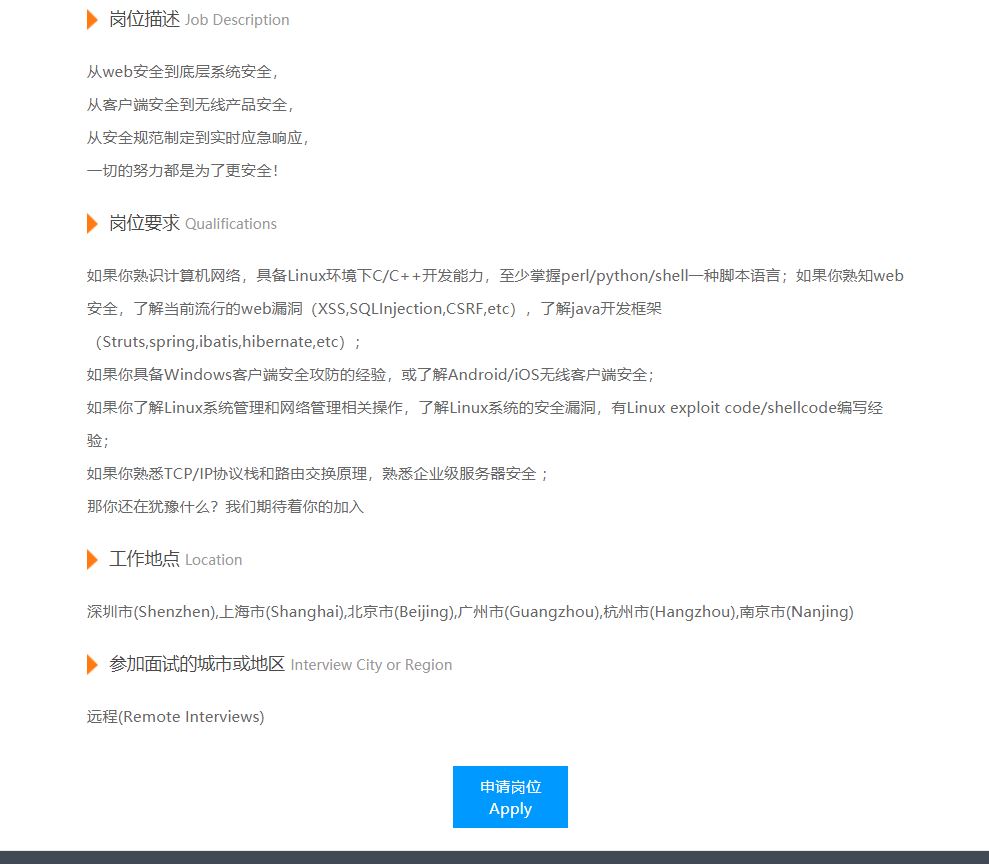 岗位描述 Job Description
从web安全到底层系统安全，
从客户端安全到无线产品安全，
从安全规范制定到实时应急响应，
一切的努力都是为了更安全！
岗位要求 Qualifications
如果你熟识计算机网络，具备Linux环境下C/C++开发能力，至少掌握perl/python/shell一种脚本语言；如果你熟知web
安全，了解当前流行的web漏洞（XSS,SQLInjection,CSRF,etc），了解java开发框架
（Struts,spring,ibatis,hibernate,etc）；
如果你具备Windows客户端安全攻防的经验，或了解Android/iOS无线客户端安全；
如果你了解Linux系统管理和网络管理相关操作，了解Linux系统的安全漏洞，有Linux exploit code/shellcode编写经
验；
如果你熟悉TCP/IP协议栈和路由交换原理，熟悉企业级服务器安全 ；
那你还在犹豫什么？我们期待着你的加入
工作地点 Location
深圳市(Shenzhen),上海市(Shanghai),北京市(Beijing),广州市(Guangzhou),杭州市(Hangzhou),南京市(Nanjing)
参加面试的城市或地区 Interview City or Region
远程(Remote Interviews)
申请岗位
Apply